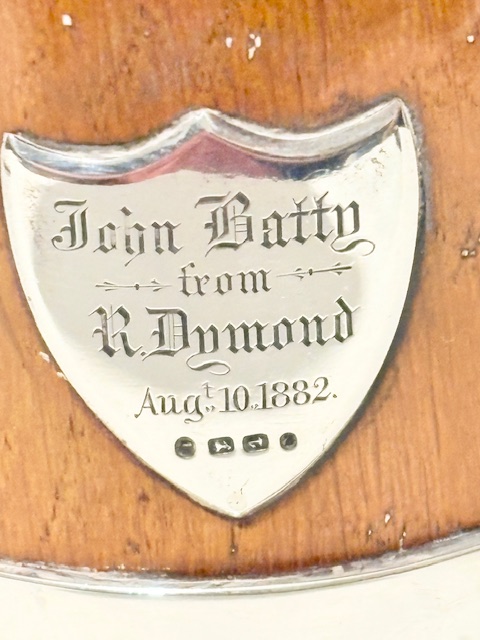 John Batty
from
R. Dymond
Augt. 10. 1882.